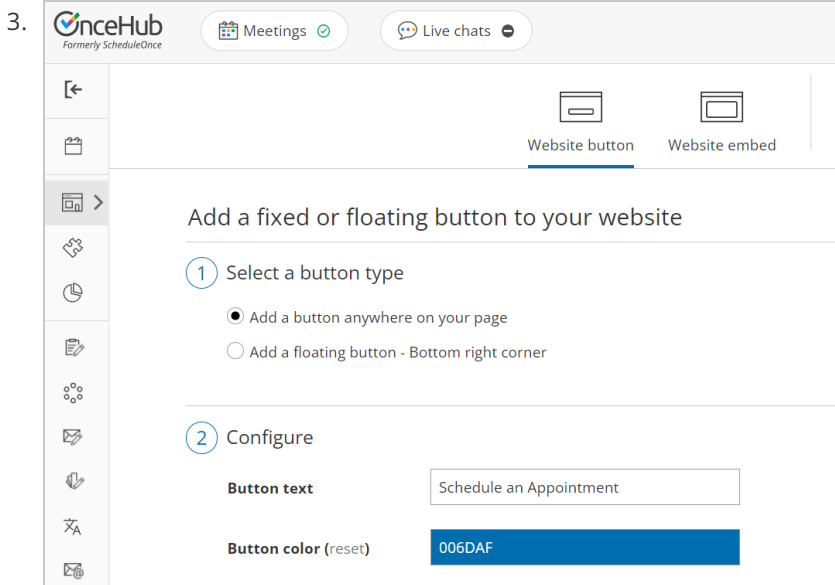 3.
OnceHub
Formerly ScheduleOnce
Meetings
Live chats
Website button
Website embed
Add a fixed or floating button to your website
1 Select a button type
Add a button anywhere on your page
Add a floating button - Bottom right corner
2 Configure
Button text
Schedule an Appointment
Button color (reset)
006DAF